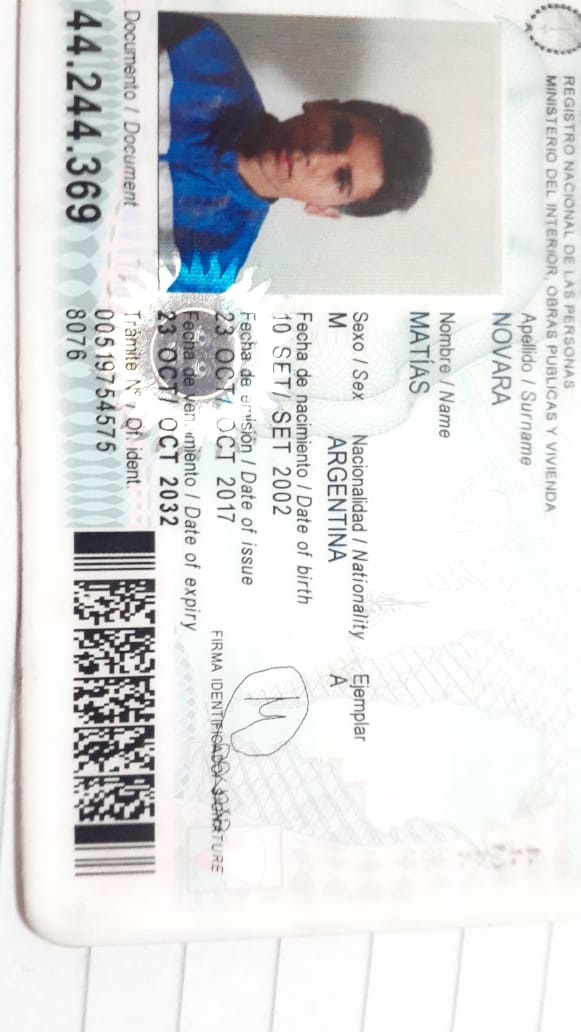 REGISTRO NACIONAL DE LAS PERSONAS
MINISTERIO DEL INTERIOR, OBRAS PUBLICAS Y VIVIENDA
Apellido / Surname
NOVARA
Nombre / Name
MATÍAS
Sexo / Sex Nacionalidad / Nationality Ejemplar
M ARGENTINA A
Fecha de nacimiento / Date of birth
10 SET/ SET 2002
Fecha de emisión / Date of issue
23 OCT/ OCT 2017
FIRMA IDENTIFICADO/ SIGNATURE
Fecha de vencimiento / Date of expiry
23 OCT/ OCT 2032
Documento / Document
44.244.369
Trámite Nº / Of. ident.
00519754575
8076